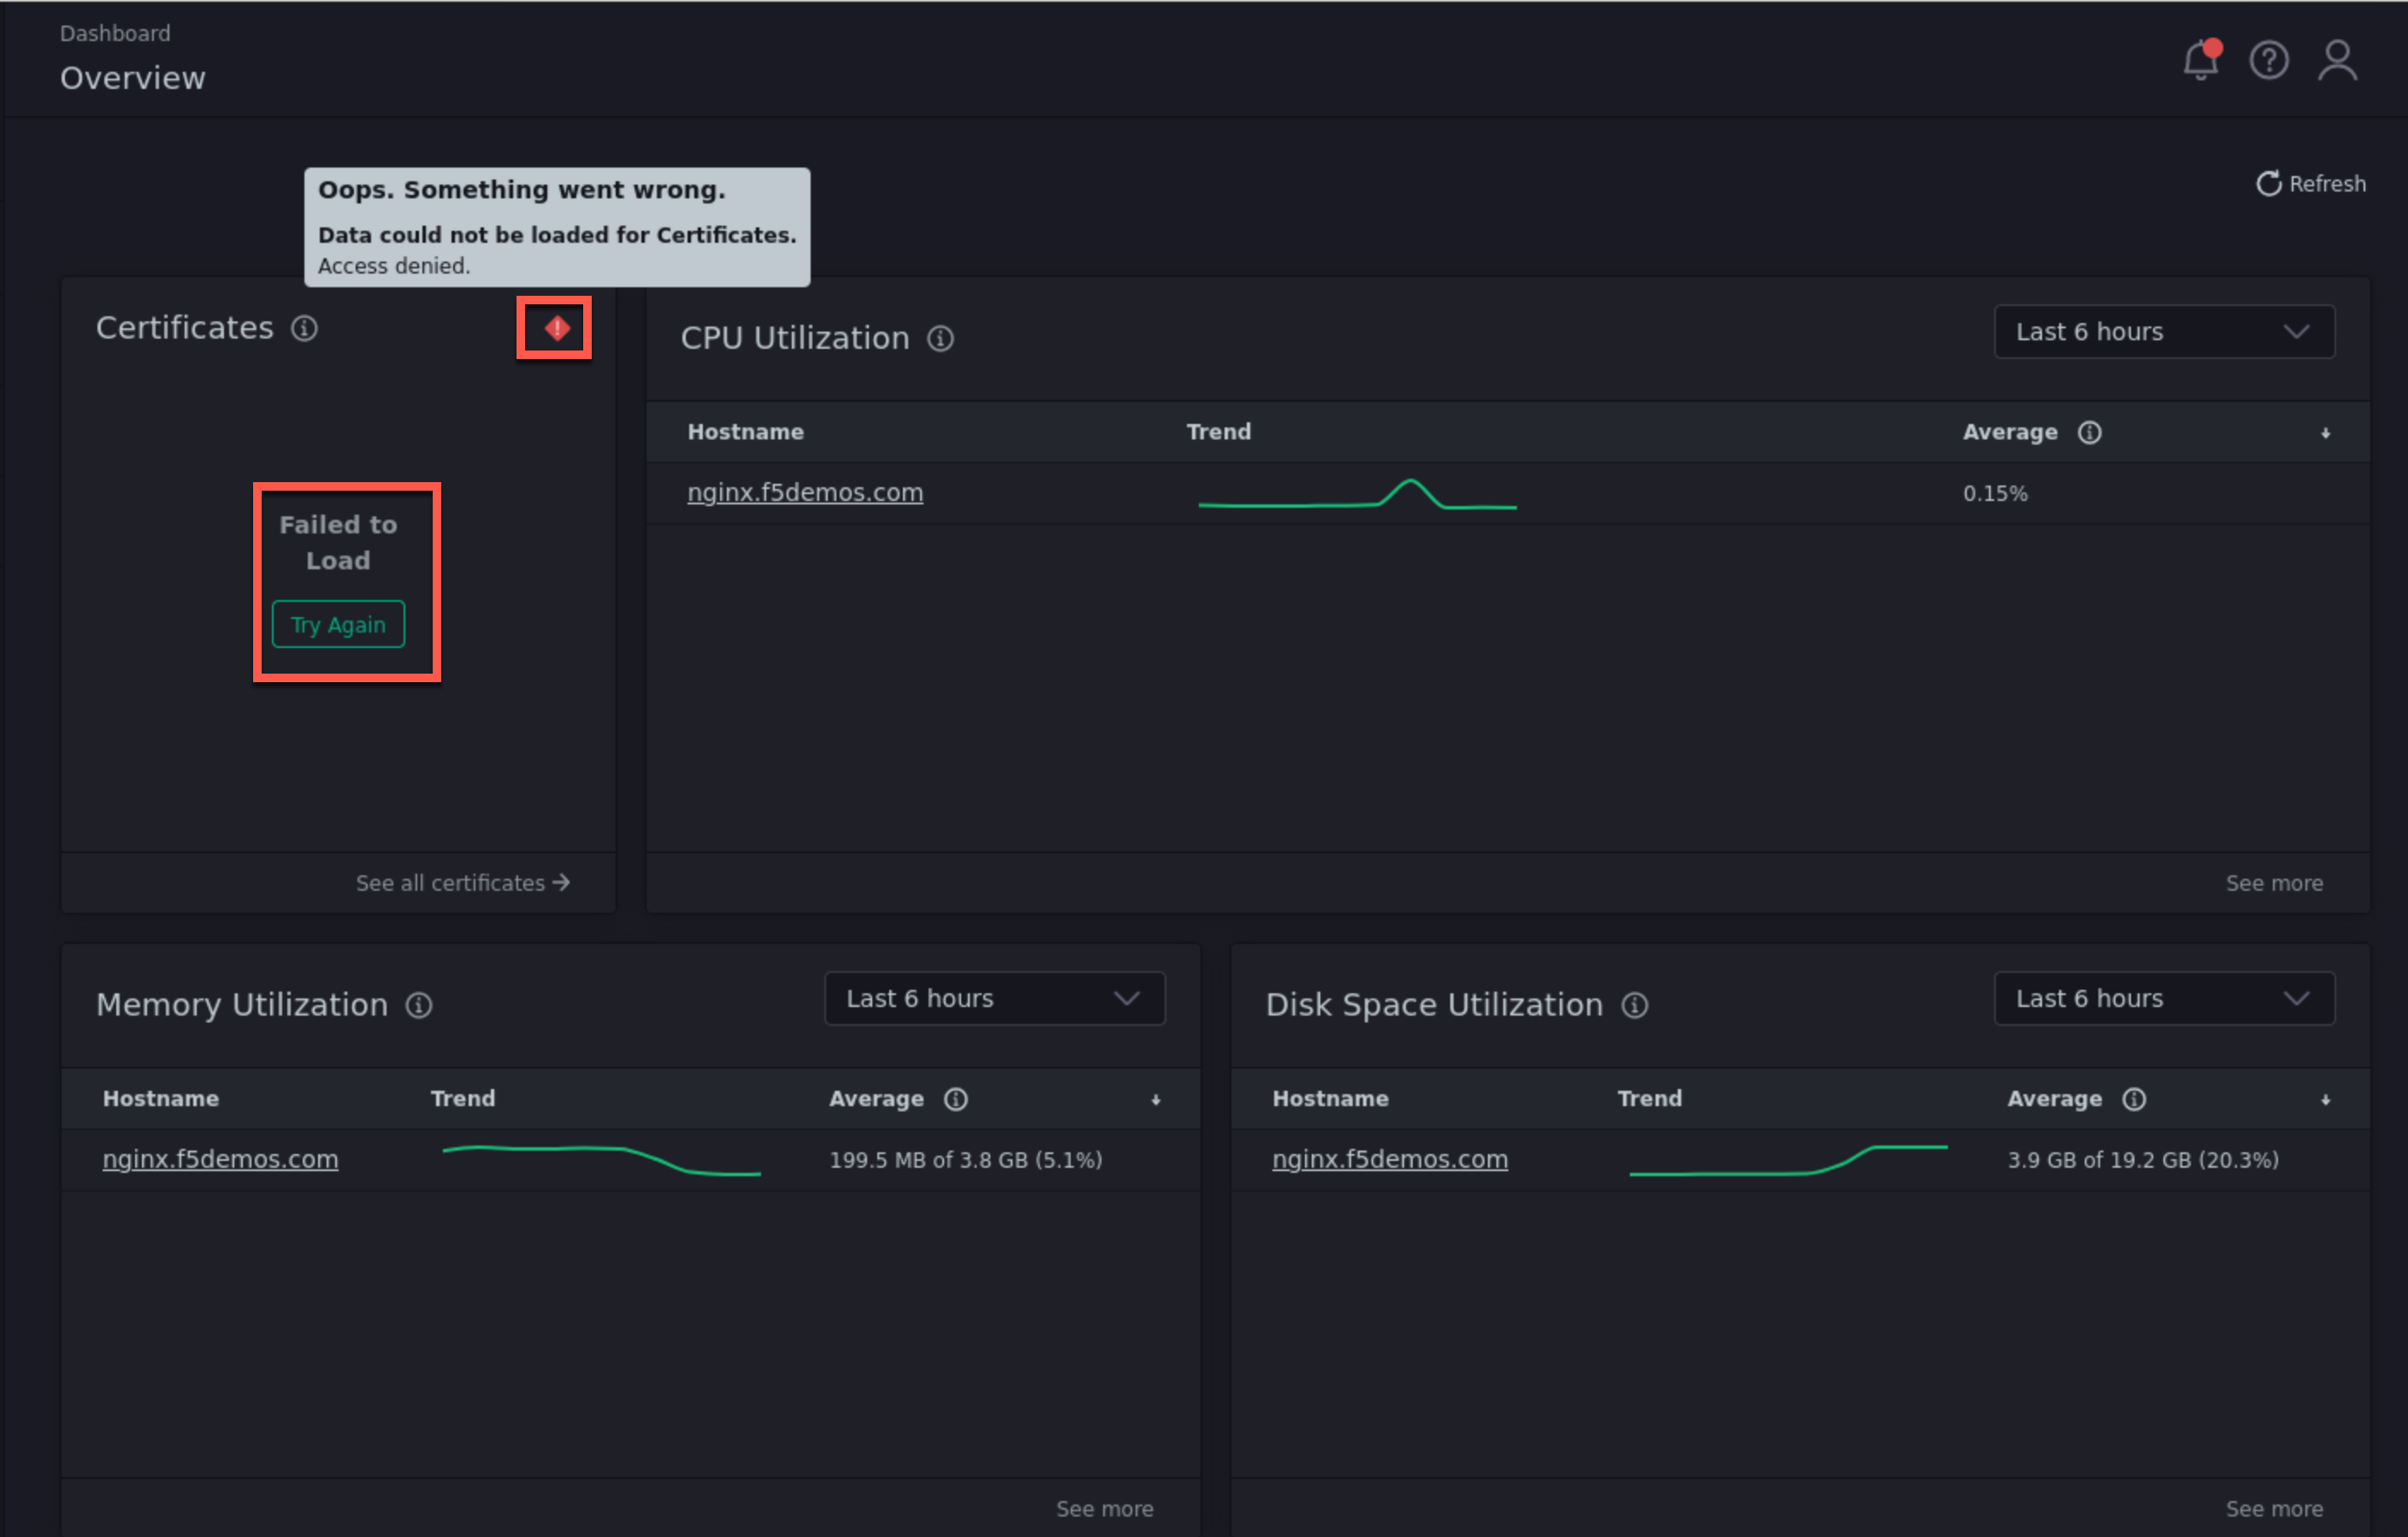 Dashboard
Overview
Refresh
Oops. Something went wrong.
Data could not be loaded for Certificates.
Access denied.
Certificates
Failed to
Load
Try Again
See all certificates
CPU Utilization
Last 6 hours
Hostname Trend Average
nginx.f5demos.com 0.15%
See more
Memory Utilization
Last 6 hours
Hostname Trend Average
nginx.f5demos.com 199.5 MB of 3.8 GB (5.1%)
See more
Disk Space Utilization
Last 6 hours
Hostname Trend Average
nginx.f5demos.com 3.9 GB of 19.2 GB (20.3%)
See more